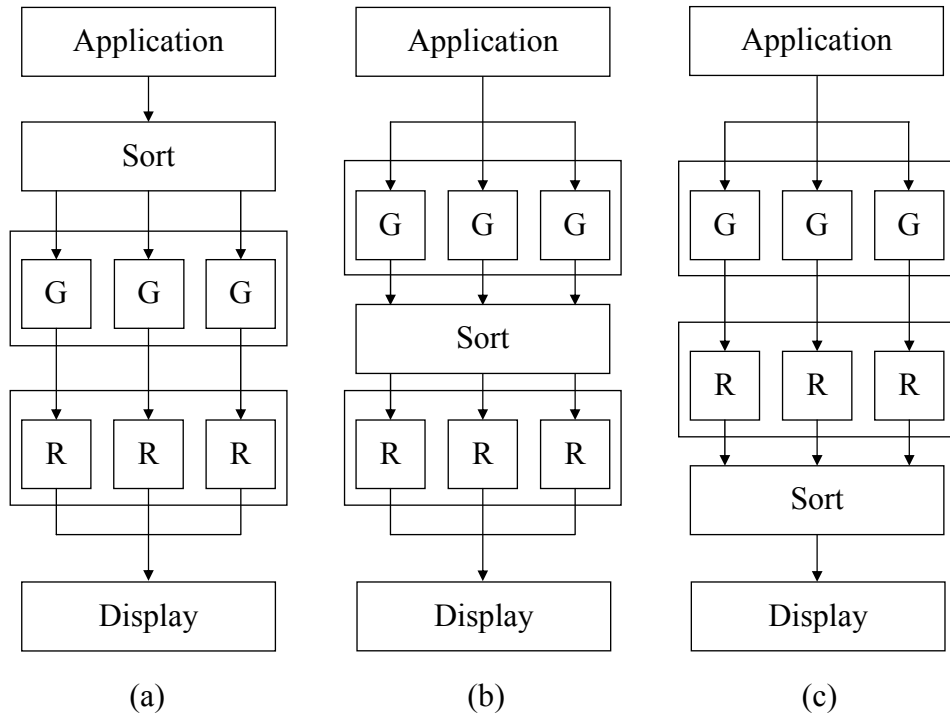 Application
Sort
G G G
R R R
Display
(a)
Application
G G G
Sort
R R R
Display
(b)
Application
G G G
R R R
Sort
Display
(c)